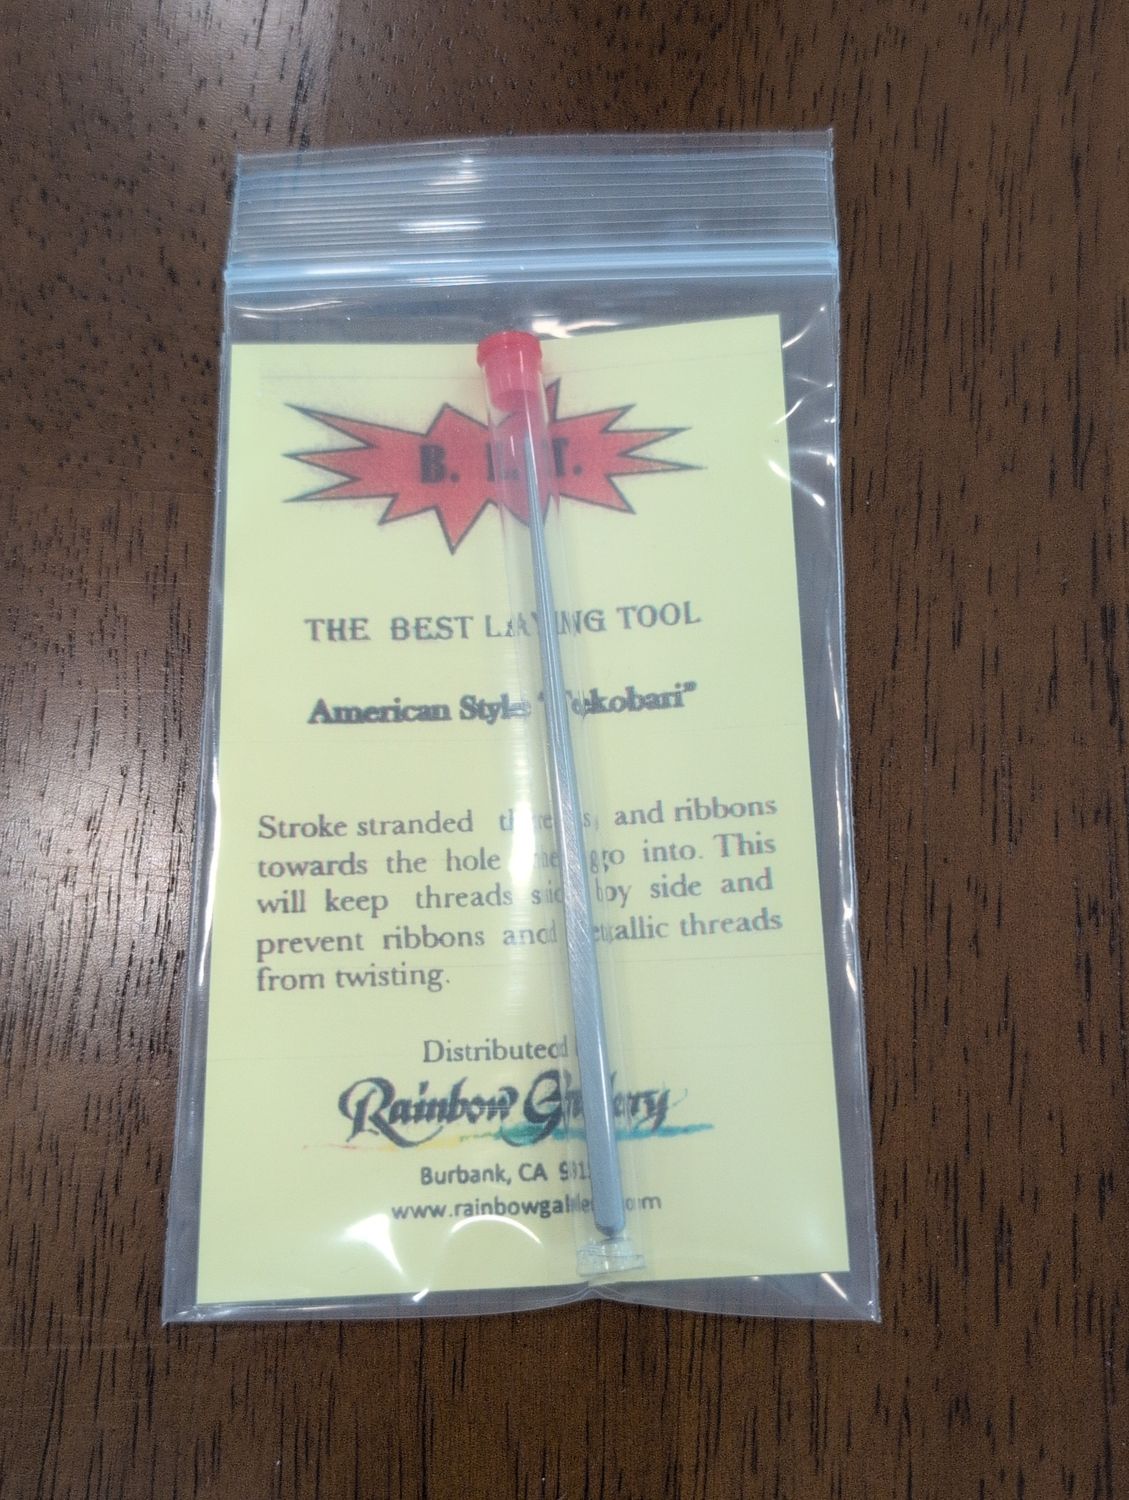 B. L. T.
THE BEST LAYING TOOL
American Style "Tekobari"
Stroke stranded threads, and ribbons
towards the hole they go into. This
will keep threads side by side and
prevent ribbons and metallic threads
from twisting.
Distributed
Rainbow Gallery
Burbank, CA
www.rainbowgallery.com